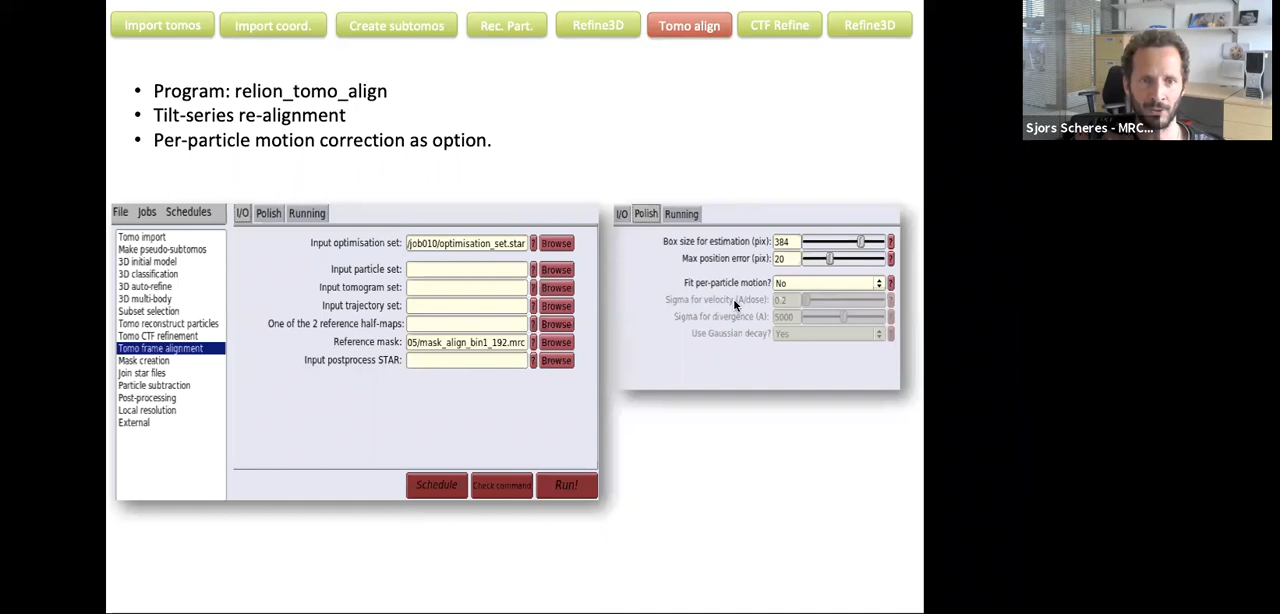 Import tomos
Import coord.
Create subtomos
Rec. Part.
Refine3D
Tomo align
CTF Refine
Refine3D
• Program: relion_tomo_align
• Tilt-series re-alignment
• Per-particle motion correction as option.
Sjors Scheres - MRC...
File Jobs Schedules
Tomo import
Make pseudo-subtomos
3D initial model
3D classification
3D auto-refine
3D multi-body
Subset selection
Tomo reconstruct particles
Tomo CTF refinement
Tomo frame alignment
Mask creation
Join star files
Particle subtraction
Post-processing
Local resolution
External
I/O Polish Running
Input optimisation set: /job010/optimisation_set.star ? Browse
Input particle set: ? Browse
Input tomogram set: ? Browse
Input trajectory set: ? Browse
One of the 2 reference half-maps: ? Browse
Reference mask: 05/mask_align_bin1_192.mrc ? Browse
Input postprocess STAR: ? Browse
Schedule Check command Run!
I/O Polish Running
Box size for estimation (pix): 384 ?
Max position error (pix): 20 ?
Fit per-particle motion? No ?
Sigma for velocity (A/dose): 0.2 ?
Sigma for divergence (A): 5000 ?
Use Gaussian decay? Yes ?